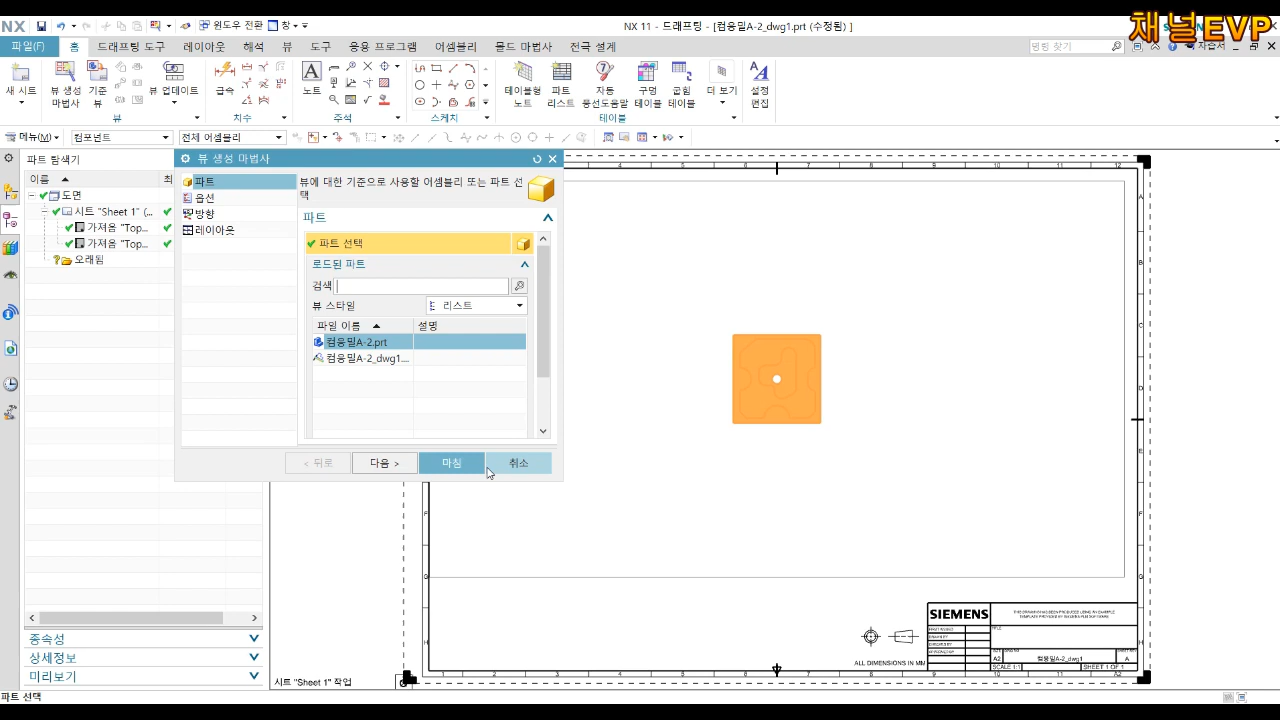 NX
윈도우 전환
창
NX 11 - 드래프팅 - [컴응밀A-2_dwg1.prt (수정됨) ]
채널EVP
파일(F)
홈
드래프팅 도구
레이아웃
해석
뷰
도구
응용 프로그램
어셈블리
몰드 마법사
전극 설계
명령 찾기
자습서
새 시트
뷰 생성 마법사
기준 뷰
뷰 업데이트
급속
노트
테이블형 노트
파트 리스트
자동 풍선도움말
구멍 테이블
굽힘 테이블
더 보기
설정 편집
뷰
치수
주석
스케치
테이블
메뉴(M)
컴포넌트
전체 어셈블리
파트 탐색기
이름
최
도면
시트 "Sheet 1" (...
가져옴 "Top...
가져옴 "Top...
오래됨
종속성
상세정보
미리보기
뷰 생성 마법사
파트
옵션
방향
레이아웃
뷰에 대한 기준으로 사용할 어셈블리 또는 파트 선
택
파트
파트 선택
로드된 파트
검색
뷰 스타일
리스트
파일 이름
설명
컴응밀A-2.prt
컴응밀A-2_dwg1....
< 뒤로
다음 >
마침
취소
SIEMENS
ALL DIMENSIONS IN MM
A2
컴응밀A-2_dwg1
A
SCALE 1:1
SHEET 1 OF 1
시트 "Sheet 1" 작업
파트 선택